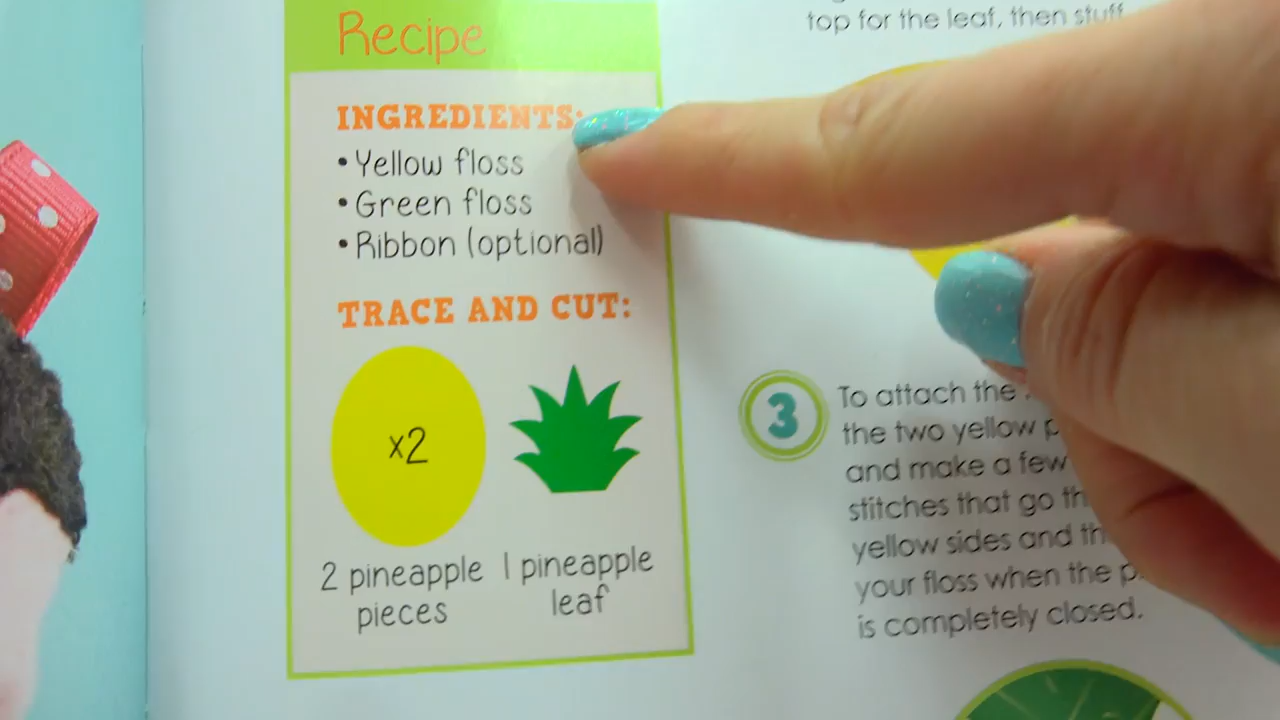 Recipe
INGREDIENTS:
• Yellow floss
• Green floss
• Ribbon (optional)
TRACE AND CUT:
x2
2 pineapple
pieces
1 pineapple
leaf
top for the leaf, then stuff
3
To attach the
the two yellow
and make a few
stitches that go
yellow sides and
your floss when the
is completely closed.